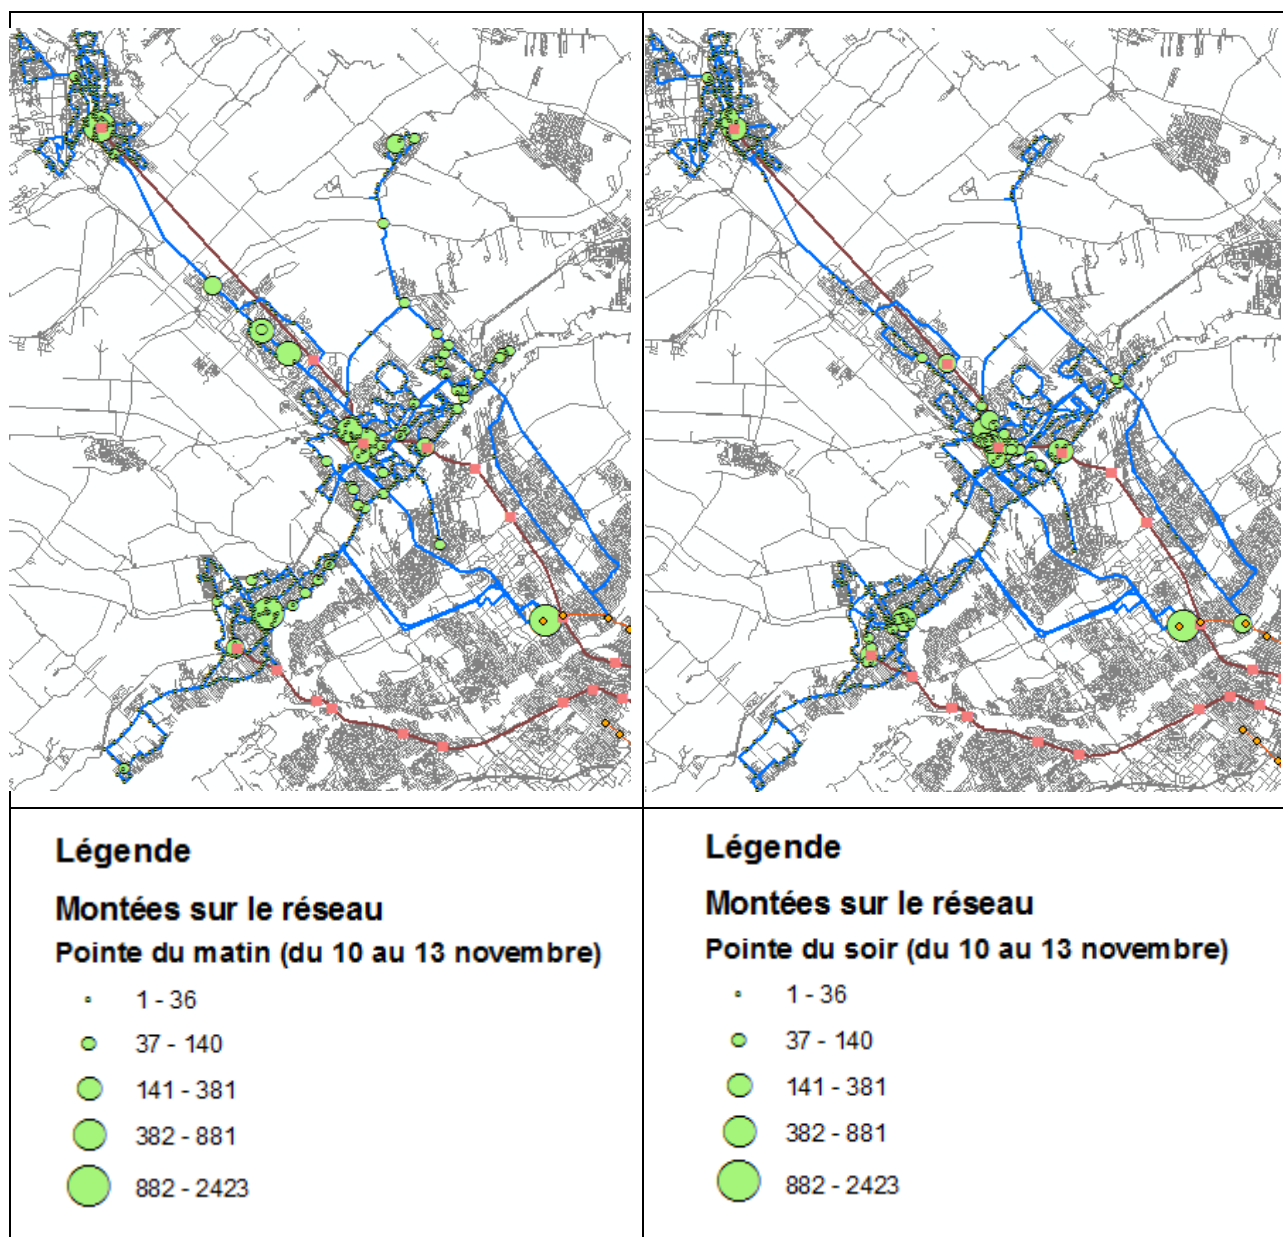 Légende
Montées sur le réseau
Pointe du matin (du 10 au 13 novembre)
1 - 36
37 - 140
141 - 381
382 - 881
882 - 2423
Légende
Montées sur le réseau
Pointe du soir (du 10 au 13 novembre)
1 - 36
37 - 140
141 - 381
382 - 881
882 - 2423